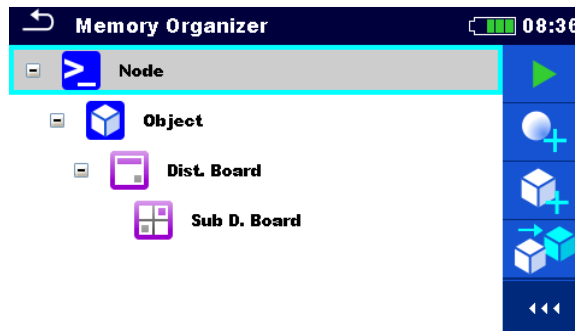 Memory Organizer 08:36
Node
Object
Dist. Board
Sub D. Board